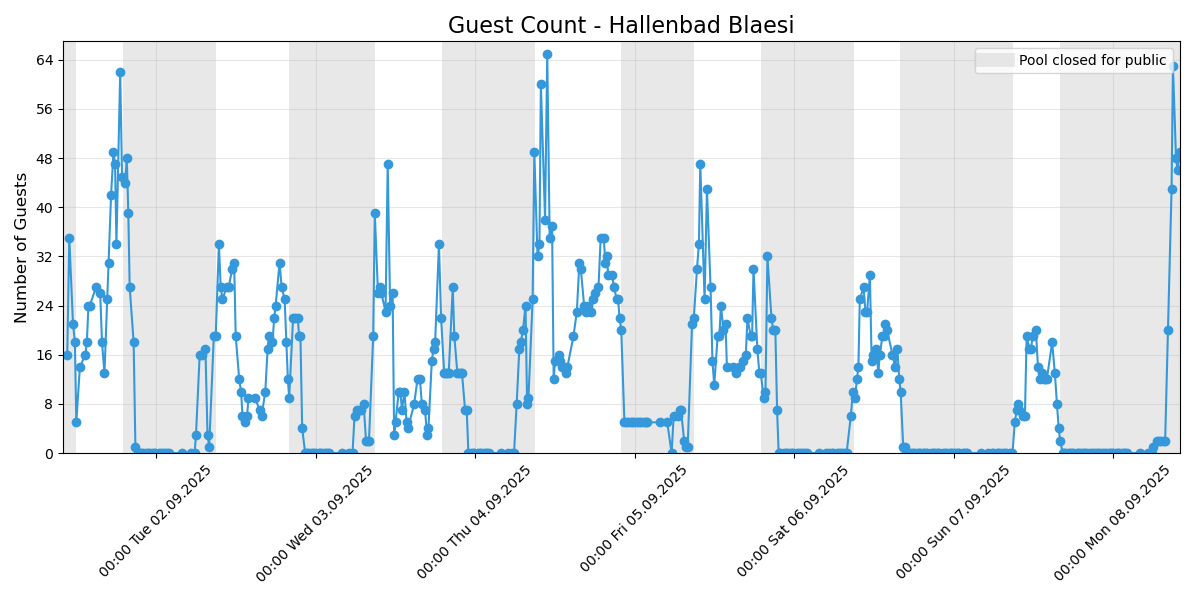 Guest Count - Hallenbad Blaesi
Pool closed for public
Number of Guests
64
56
48
40
32
24
16
8
0
00:00 Tue 02.09.2025
00:00 Wed 03.09.2025
00:00 Thu 04.09.2025
00:00 Fri 05.09.2025
00:00 Sat 06.09.2025
00:00 Sun 07.09.2025
00:00 Mon 08.09.2025